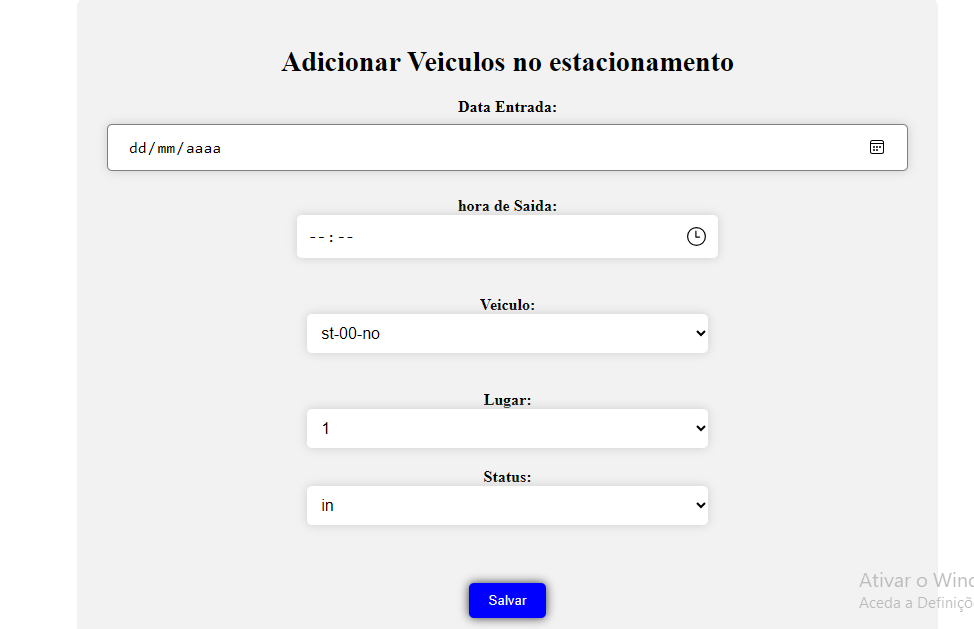 Adicionar Veiculos no estacionamento
Data Entrada:
dd/mm/aaaa
hora de Saida:
--:--
Veiculo:
st-00-no
Lugar:
1
Status:
in
Salvar
Ativar o Winc
Aceda a Definiçõ